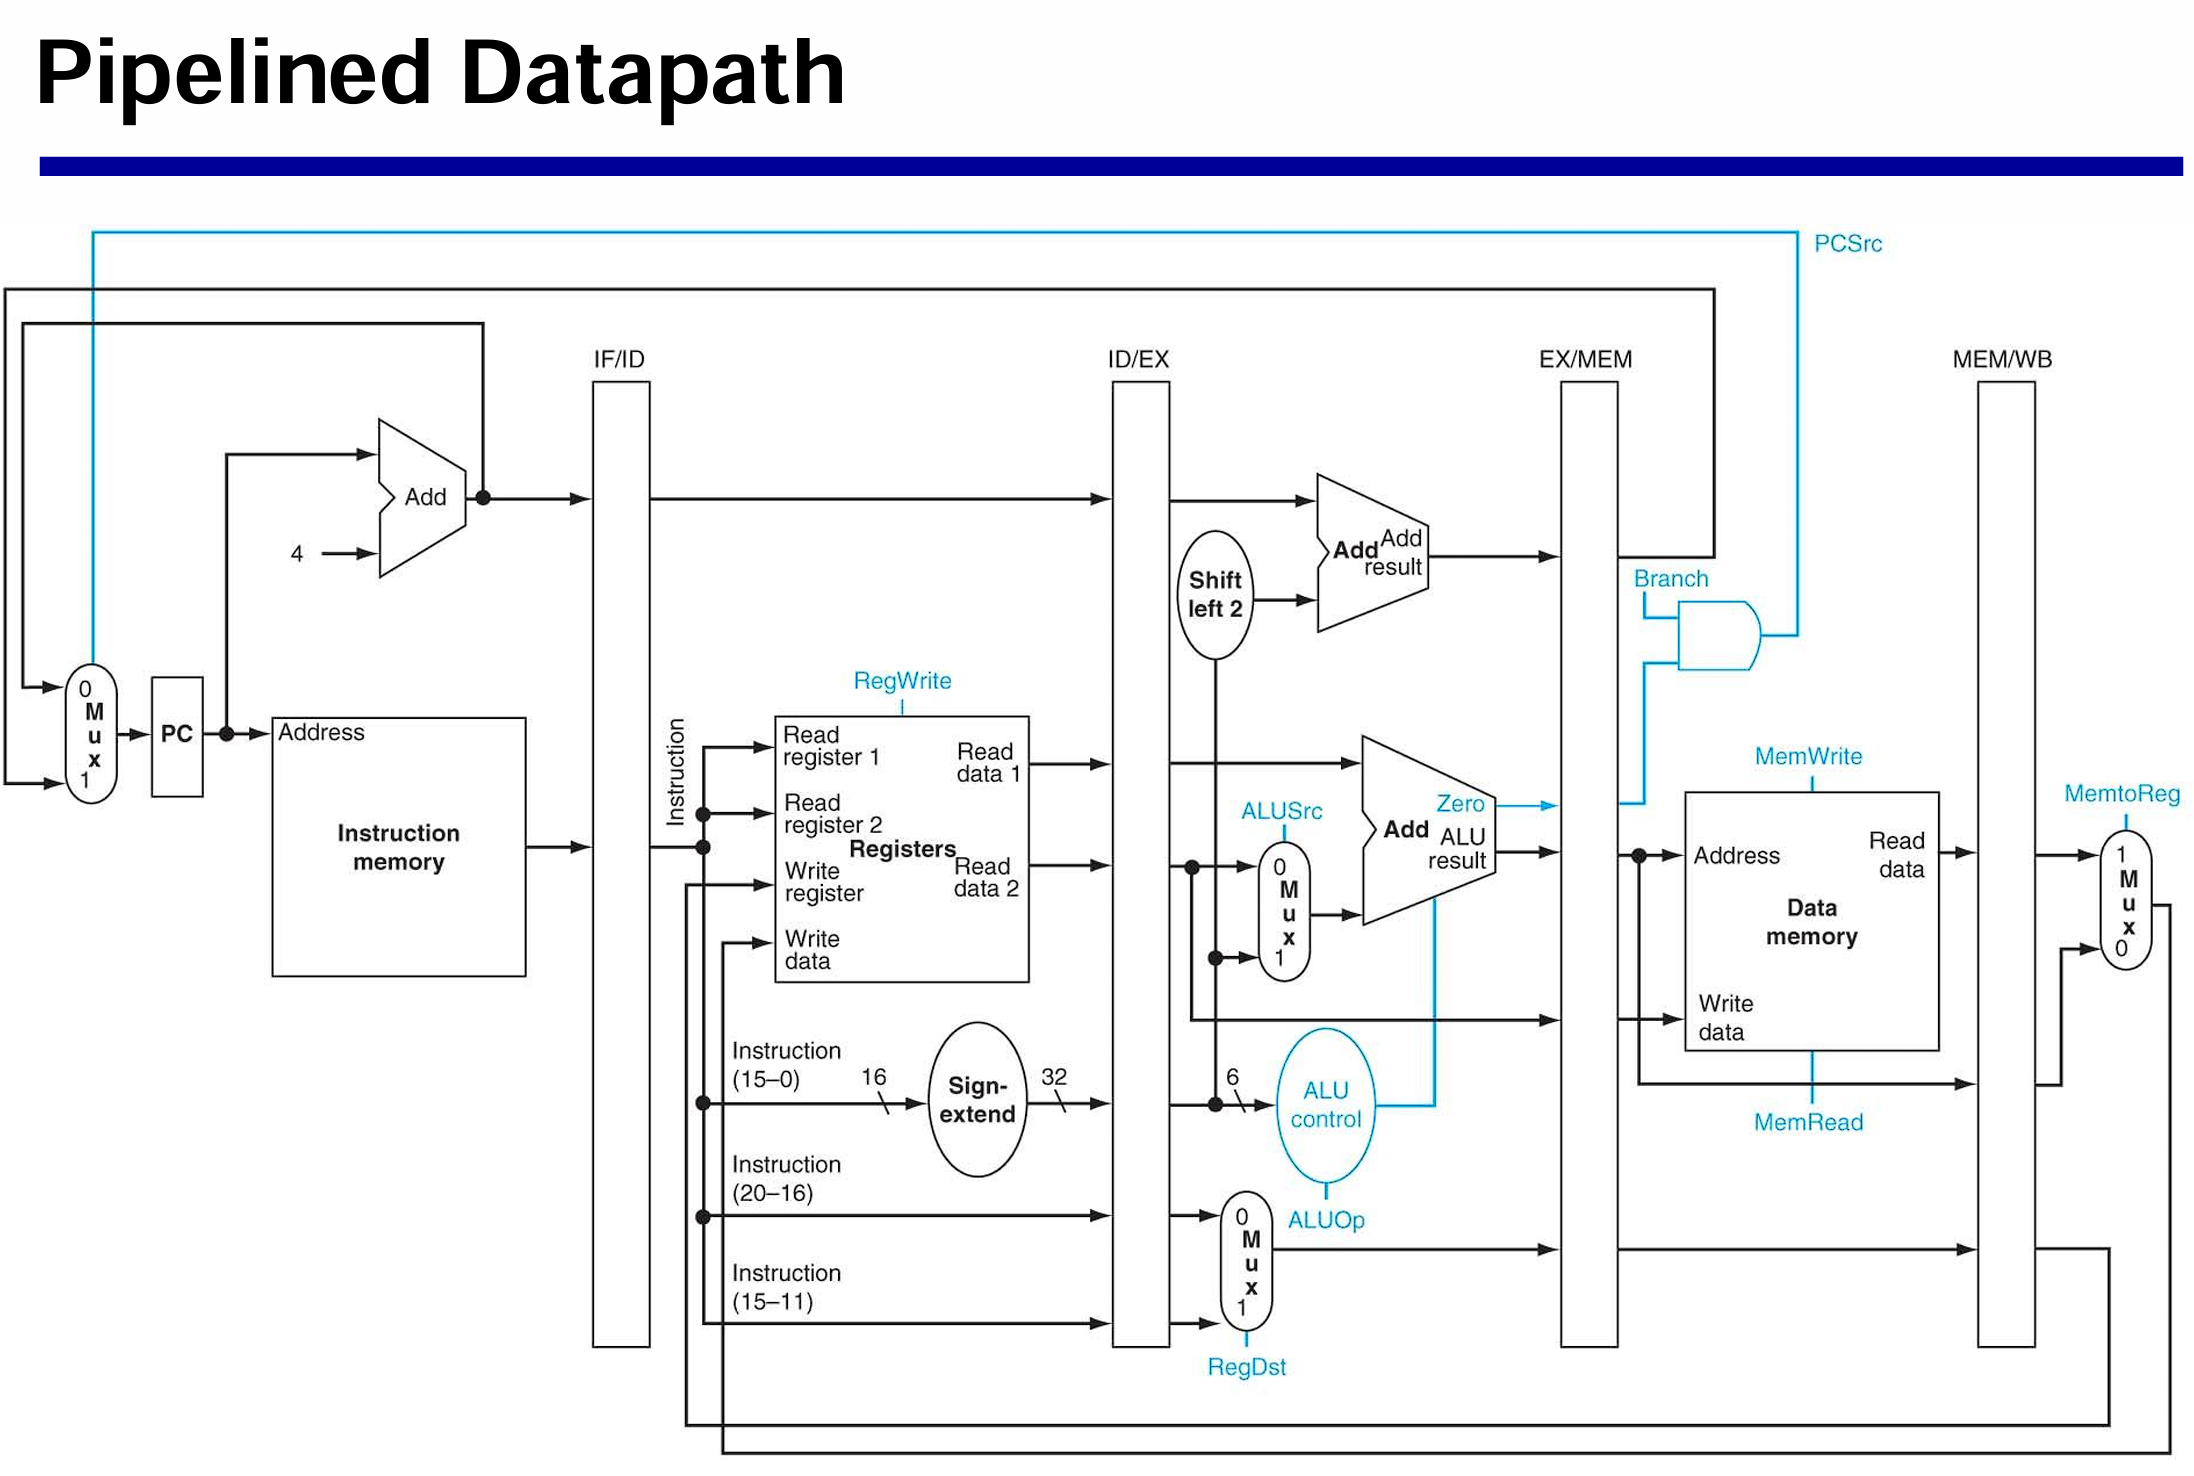 Pipelined Datapath
PCSrc
IF/ID
ID/EX
EX/MEM
MEM/WB
Add
4
Shift
left 2
Add
Add
result
Branch
0
M
u
x
1
PC
Address
Instruction
memory
Instruction
RegWrite
Read
register 1
Read
register 2
Write
register
Write
data
Registers
Read
data 1
Read
data 2
ALUSrc
0
M
u
x
1
Add
Zero
ALU
result
MemWrite
Address
Read
data
Data
memory
Write
data
MemRead
MemtoReg
1
M
u
x
0
Instruction
(15–0)
16
Sign-
extend
32
6
ALU
control
ALUOp
Instruction
(20–16)
Instruction
(15–11)
0
M
u
x
1
RegDst